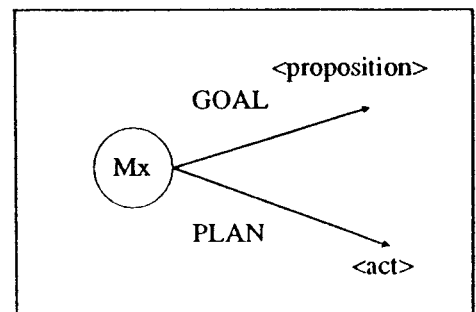 <proposition>
GOAL
Mx
PLAN
<act>